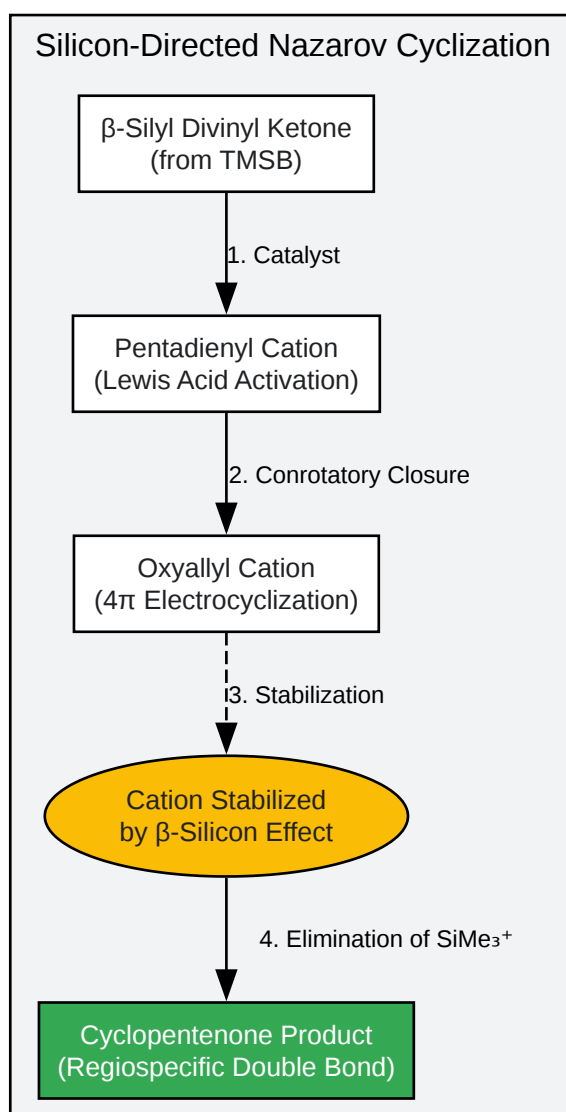 Silicon-Directed Nazarov Cyclization
β-Silyl Divinyl Ketone
(from TMSB)
1. Catalyst
Pentadienyl Cation
(Lewis Acid Activation)
2. Conrotatory Closure
Oxyallyl Cation
(4π Electrocyclization)
3. Stabilization
Cation Stabilized
by β-Silicon Effect
4. Elimination of SiMe₃⁺
Cyclopentenone Product
(Regiospecific Double Bond)